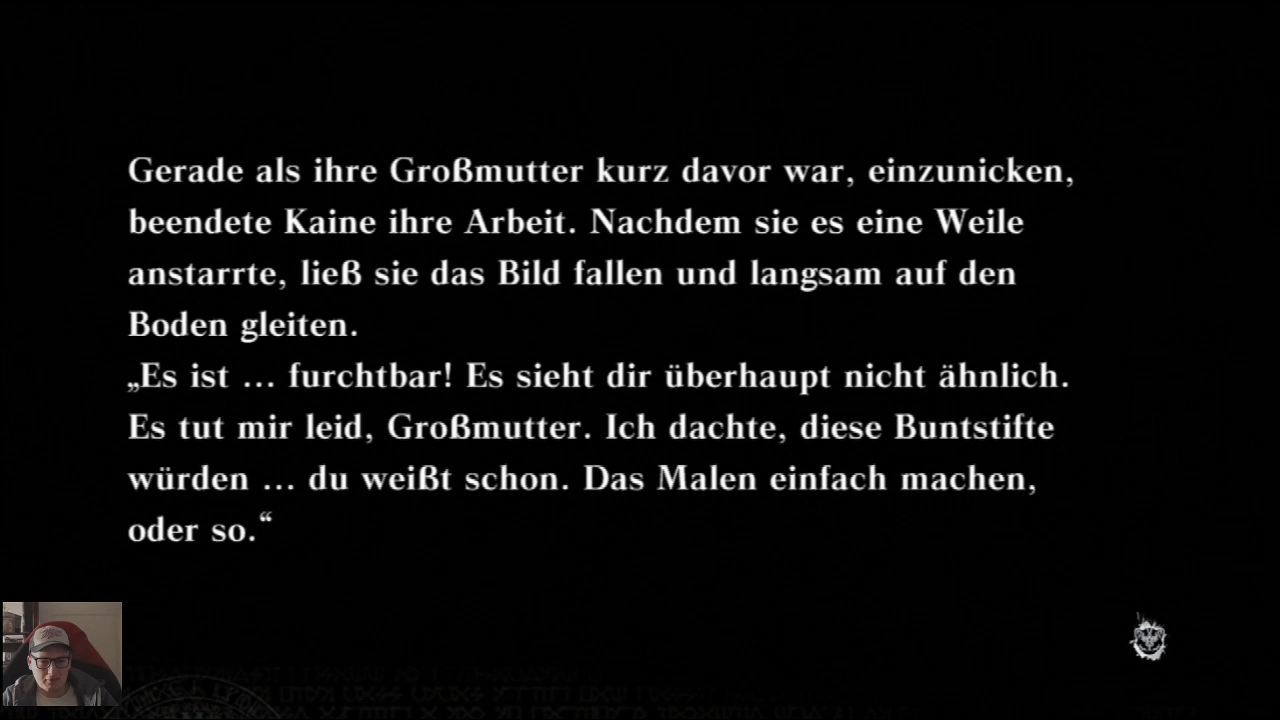 Gerade als ihre Großmutter kurz davor war, einzunicken,
beendete Kaine ihre Arbeit. Nachdem sie es eine Weile
anstarrte, ließ sie das Bild fallen und langsam auf den
Boden gleiten.
„Es ist … furchtbar! Es sieht dir überhaupt nicht ähnlich.
Es tut mir leid, Großmutter. Ich dachte, diese Buntstifte
würden … du weißt schon. Das Malen einfach machen,
oder so.“